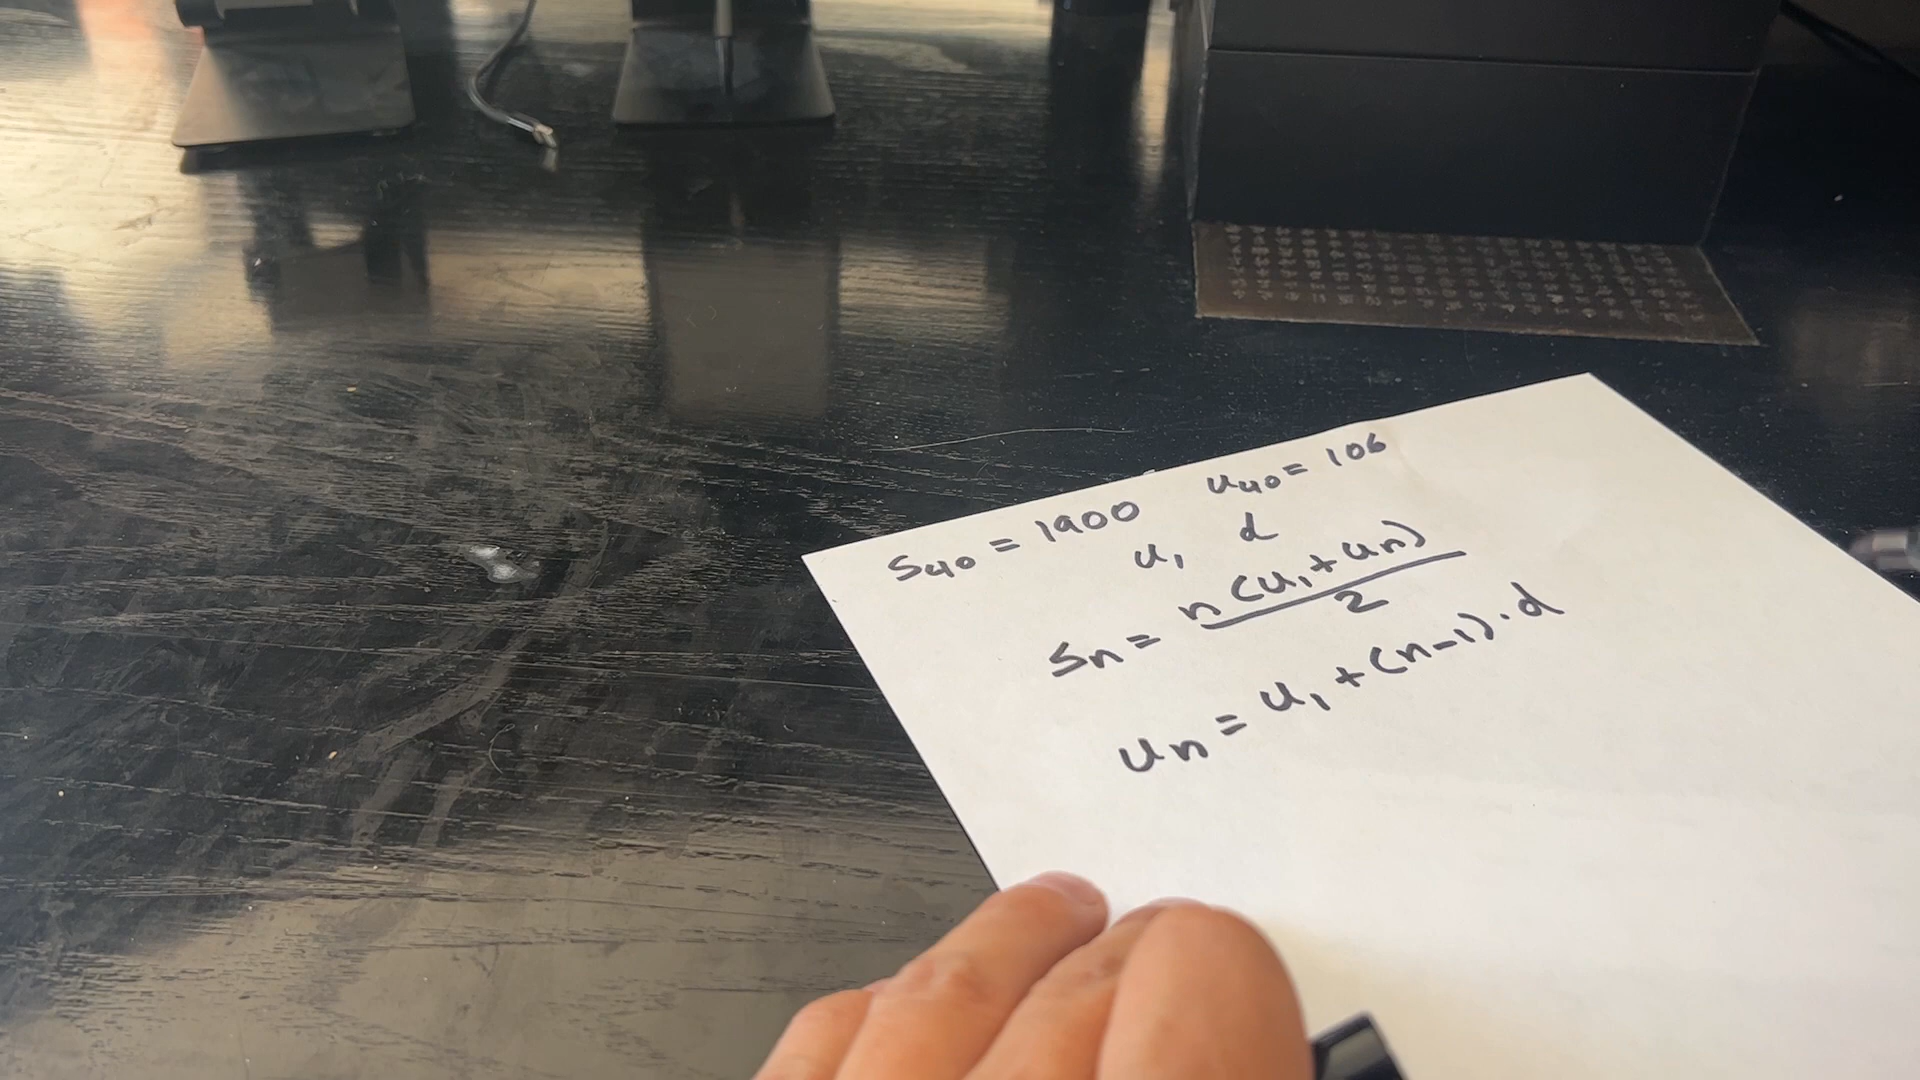 S40 = 1900 u40 = 106
u1 d
Sn = n(u1+un)/2
un = u1 + (n-1)·d